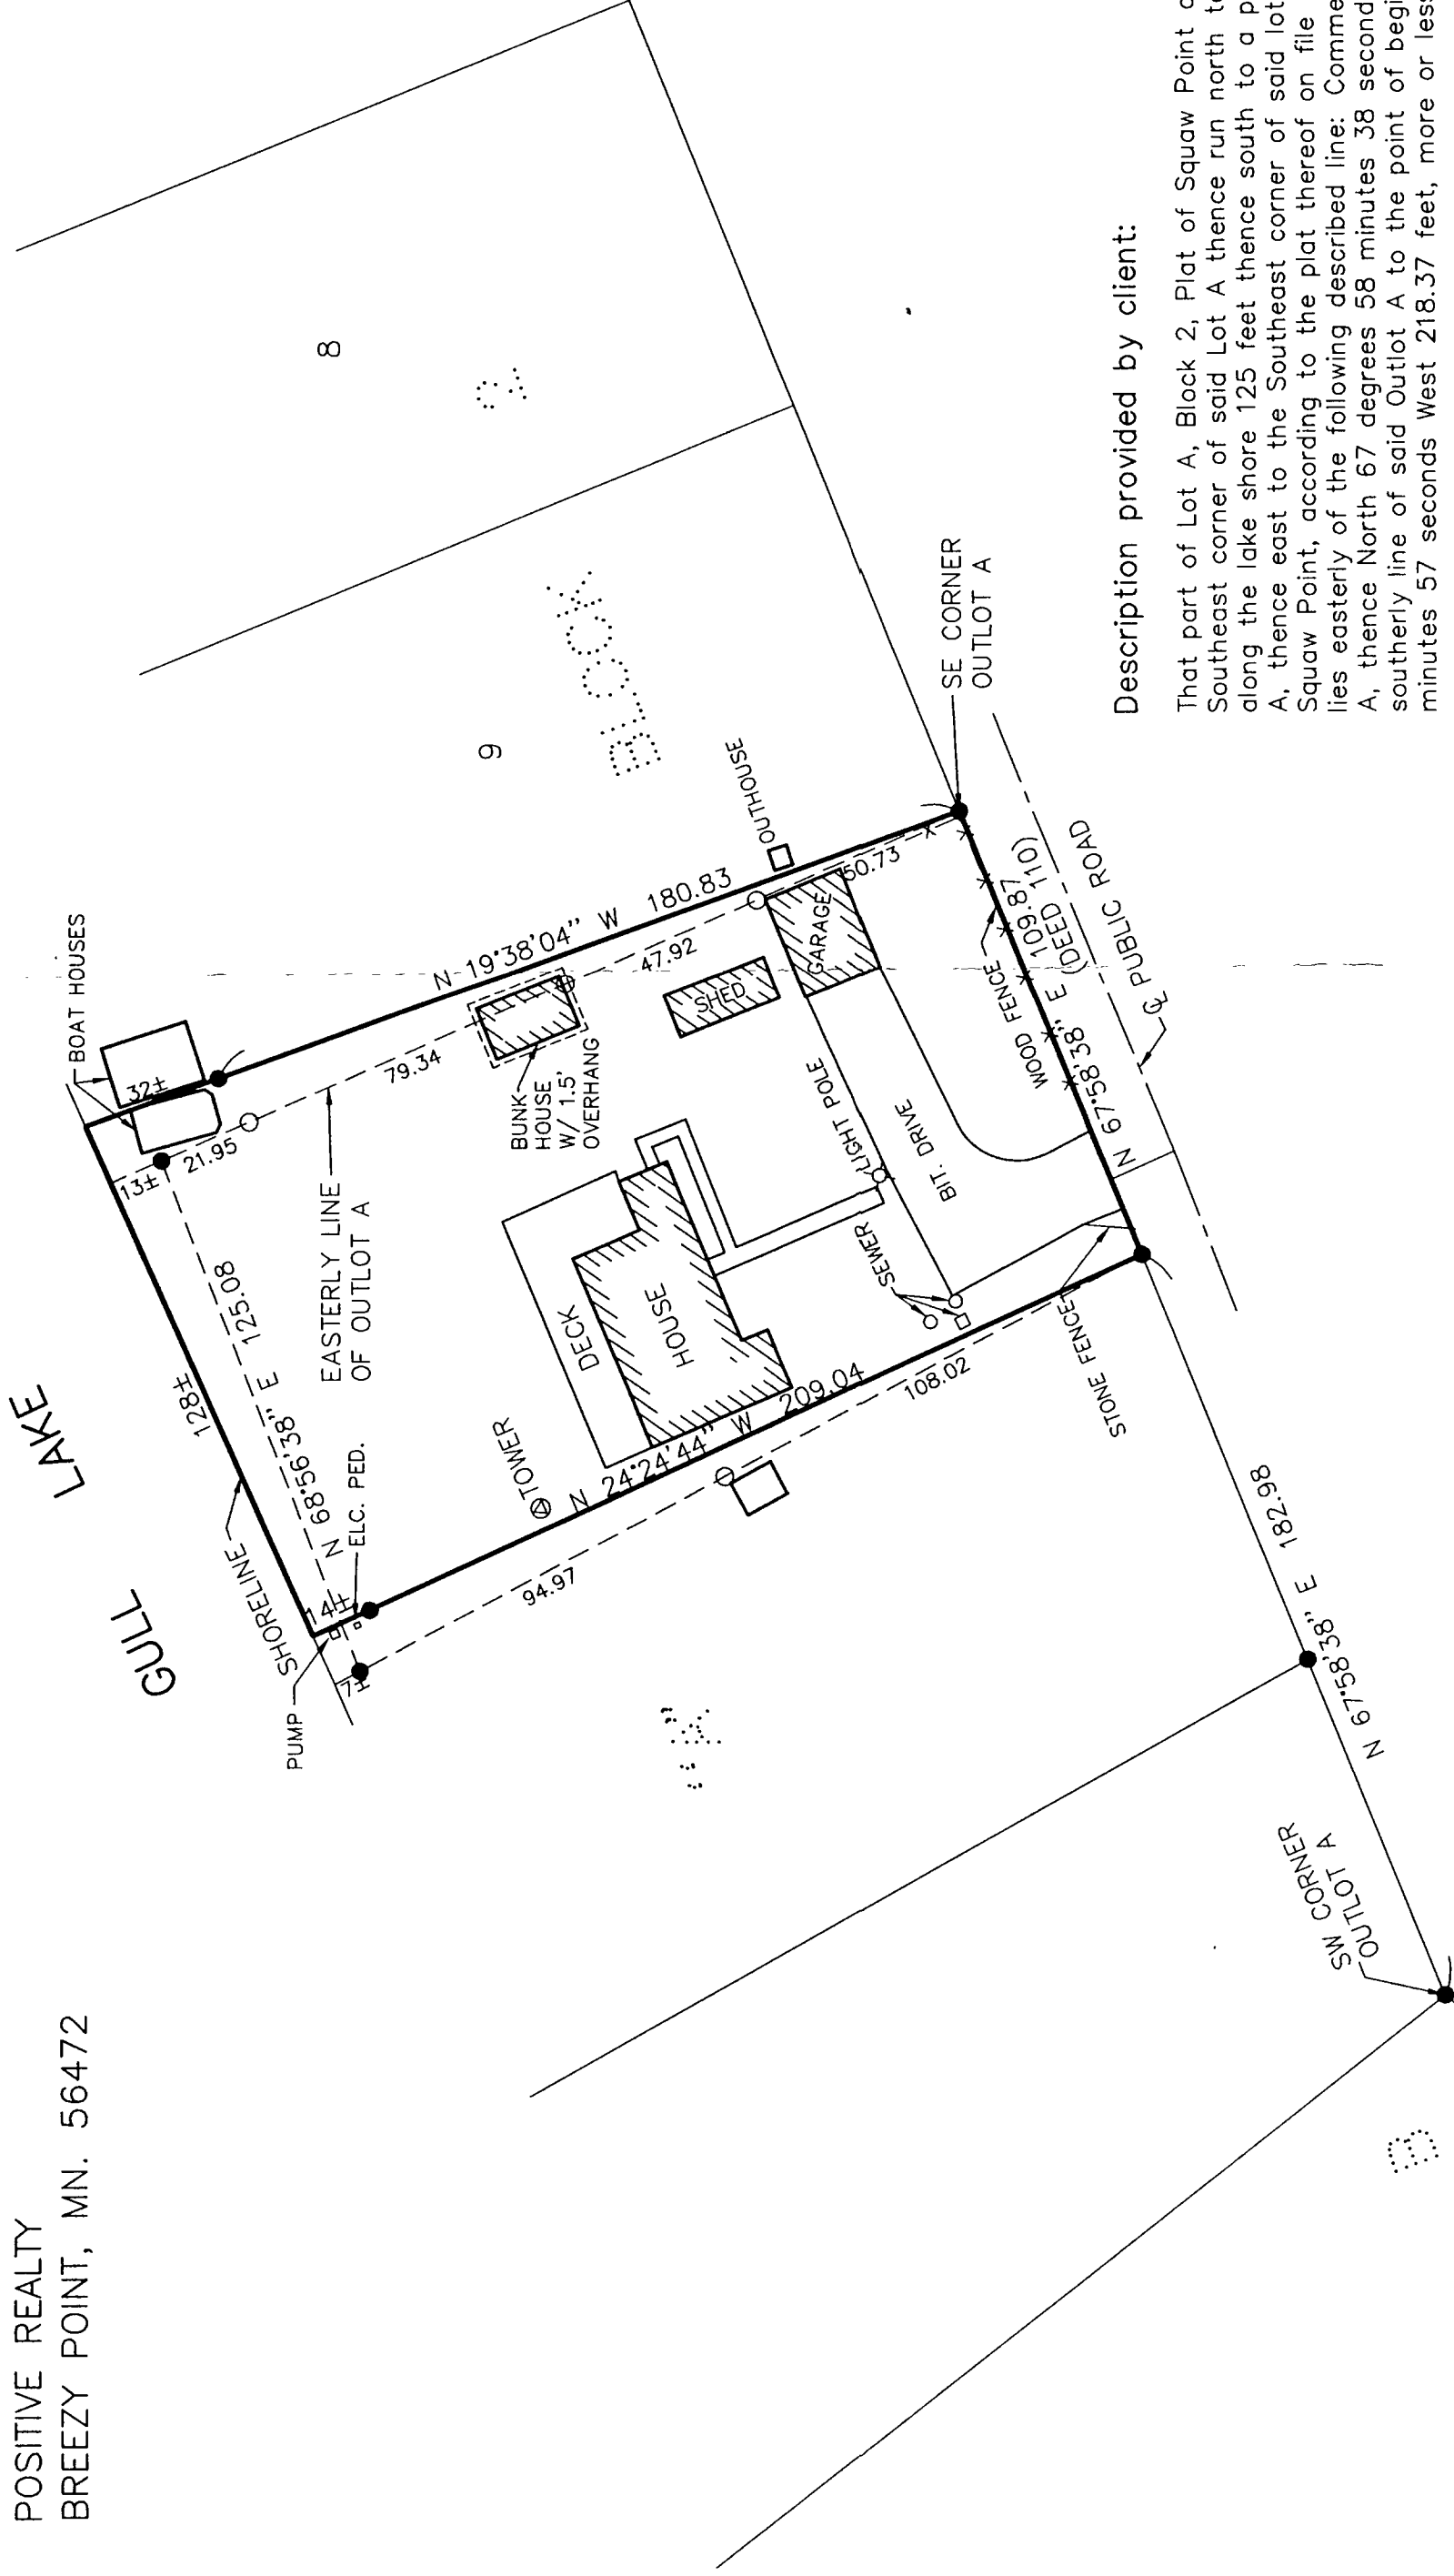 POSITIVE REALTY
BREEZY POINT, MN. 56472
GULL LAKE
BOAT HOUSES
32±
13±
21.95
128±
SHORELINE
N 68°56'38" E 125.08
EASTERLY LINE
OF OUTLOT A
79.34
N 19°38'04" W 180.83
47.92
50.73
BUNK
HOUSE
W/ 1.5'
OVERHANG
SHED
GARAGE
OUTHOUSE
8
2
9
BLOCK
PUMP
14±
7±
ELC. PED.
TOWER
DECK
HOUSE
94.97
N 24°24'44" W 209.04
108.02
LIGHT POLE
BIT. DRIVE
SEWER
STONE FENCE
WOOD FENCE
N 67°58'38" E 109.87
(DEED 110)
℄ PUBLIC ROAD
SE CORNER
OUTLOT A
"A"
N 67°58'38" E 182.98
SW CORNER
OUTLOT A
B
Description provided by client:
That part of Lot A, Block 2, Plat of Squaw Point
Southeast corner of said Lot A thence run north
along the lake shore 125 feet thence south to a
A, thence east to the Southeast corner of said lot
Squaw Point, according to the plat thereof on file
lies easterly of the following described line:
A, thence North 67 degrees 58 minutes 38
southerly line of said Outlot A to the point of
minutes 57 seconds West 218.37 feet, more or